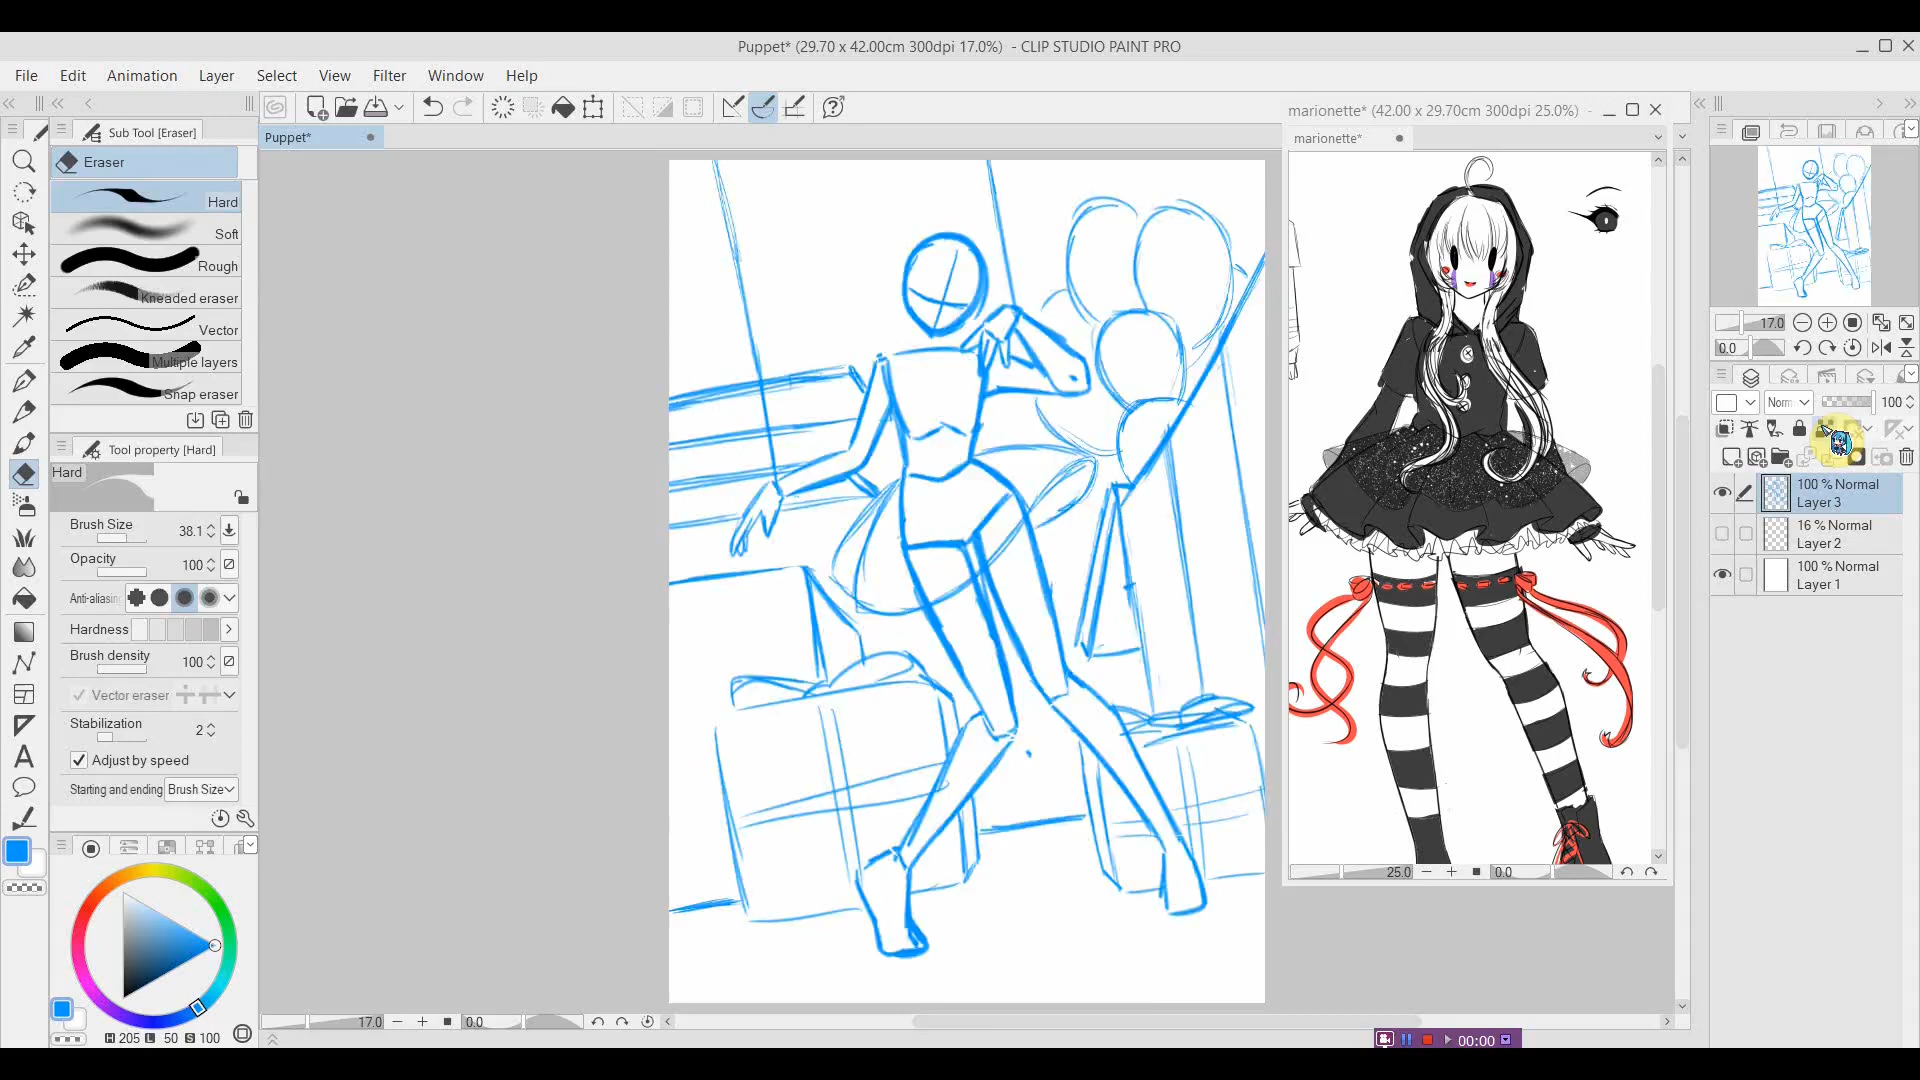 Puppet* (29.70 x 42.00cm 300dpi 17.0%) - CLIP STUDIO PAINT PRO
File Edit Animation Layer Select View Filter Window Help
Sub Tool [Eraser]
Eraser
Hard
Soft
Rough
Kneaded eraser
Vector
Multiple layers
Snap eraser
Tool property [Hard]
Hard
Brush Size 38.1
Opacity 100
Anti-aliasing
Hardness
Brush density 100
Vector eraser
Stabilization 2
Adjust by speed
Starting and ending Brush Size
H 205 L 50 S 100
Puppet*
17.0 0.0
marionette* (42.00 x 29.70cm 300dpi 25.0%)
marionette*
25.0 0.0
00:00
17.0
0.0
Norm 100
100 % Normal
Layer 3
16 % Normal
Layer 2
100 % Normal
Layer 1